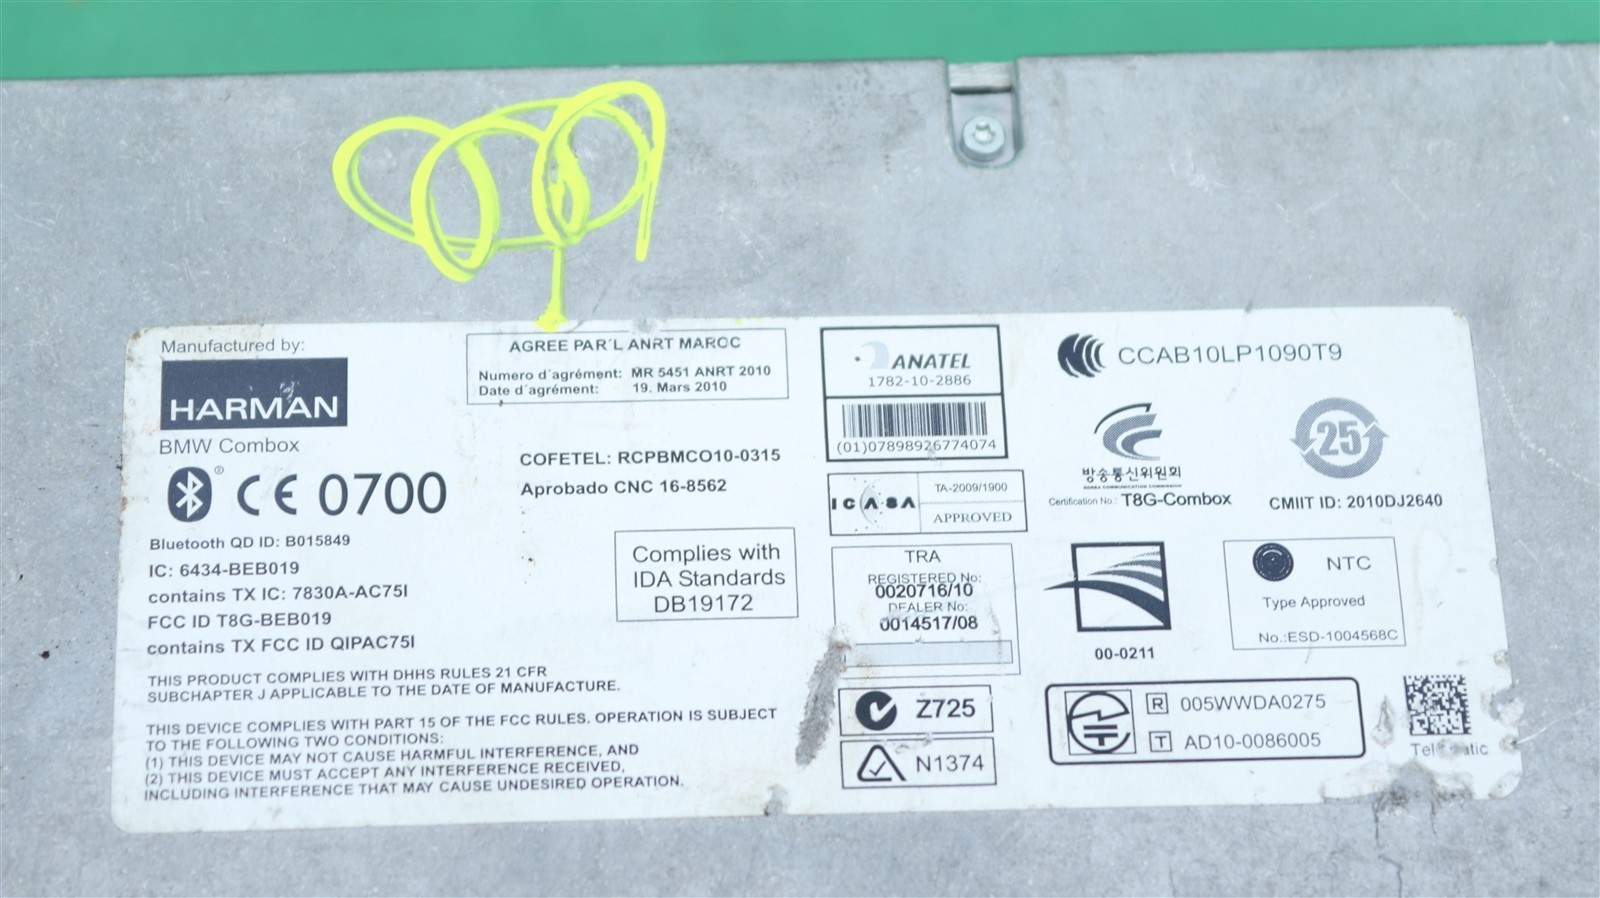 Manufactured by:
HARMAN
BMW Combox
CE 0700
Bluetooth QD ID: B015849
IC: 6434-BEB019
contains TX IC: 7830A-AC75I
FCC ID T8G-BEB019
contains TX FCC ID QIPAC75I
THIS PRODUCT COMPLIES WITH DHHS RULES 21 CFR
SUBCHAPTER J APPLICABLE TO THE DATE OF MANUFACTURE.
THIS DEVICE COMPLIES WITH PART 15 OF THE FCC RULES. OPERATION IS SUBJECT
TO THE FOLLOWING TWO CONDITIONS:
(1) THIS DEVICE MAY NOT CAUSE HARMFUL INTERFERENCE, AND
(2) THIS DEVICE MUST ACCEPT ANY INTERFERENCE RECEIVED,
INCLUDING INTERFERENCE THAT MAY CAUSE UNDESIRED OPERATION.
AGREE PAR´L ANRT MAROC
Numero d´agrément: MR 5451 ANRT 2010
Date d´agrément: 19. Mars 2010
COFETEL: RCPBMCO10-0315
Aprobado CNC 16-8562
Complies with
IDA Standards
DB19172
ANATEL
1782-10-2886
(01)07898926774074
ICASA
TA-2009/1900
APPROVED
TRA
REGISTERED No:
0020716/10
DEALER No:
0014517/08
Z725
N1374
CCAB10LP1090T9
방송통신위원회
KOREA COMMUNICATIONS COMMISSION
Certification No.: T8G-Combox
25
CMIIT ID: 2010DJ2640
00-0211
NTC
Type Approved
No.:ESD-1004568C
R 005WWDA0275
T AD10-0086005